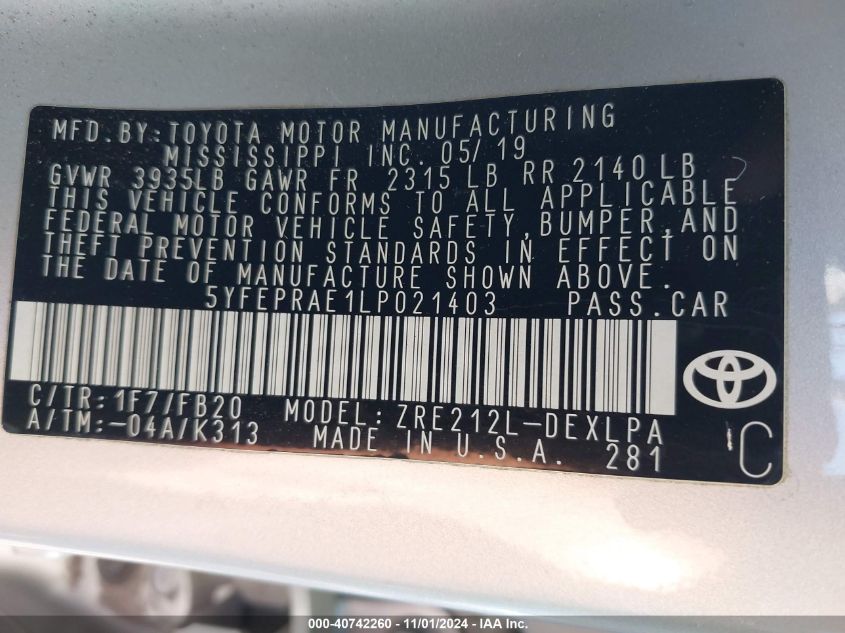 MFD. BY: TOYOTA MOTOR MANUFACTURING
MISSISSIPPI INC. 05/19
GVWR 3935LB GAWR FR 2315 LB RR 2140 LB
THIS VEHICLE CONFORMS TO ALL APPLICABLE
FEDERAL MOTOR VEHICLE SAFETY, BUMPER, AND
THEFT PREVENTION STANDARDS IN EFFECT ON
THE DATE OF MANUFACTURE SHOWN ABOVE.
5YFEPRAE1LP021403 PASS.CAR
C/TR: 1F7/FB20 MODEL: ZRE212L-DEXLPA
A/TM:-04A/K313 MADE IN U.S.A. 281
C
000-40742260 - 11/01/2024 - IAA Inc.